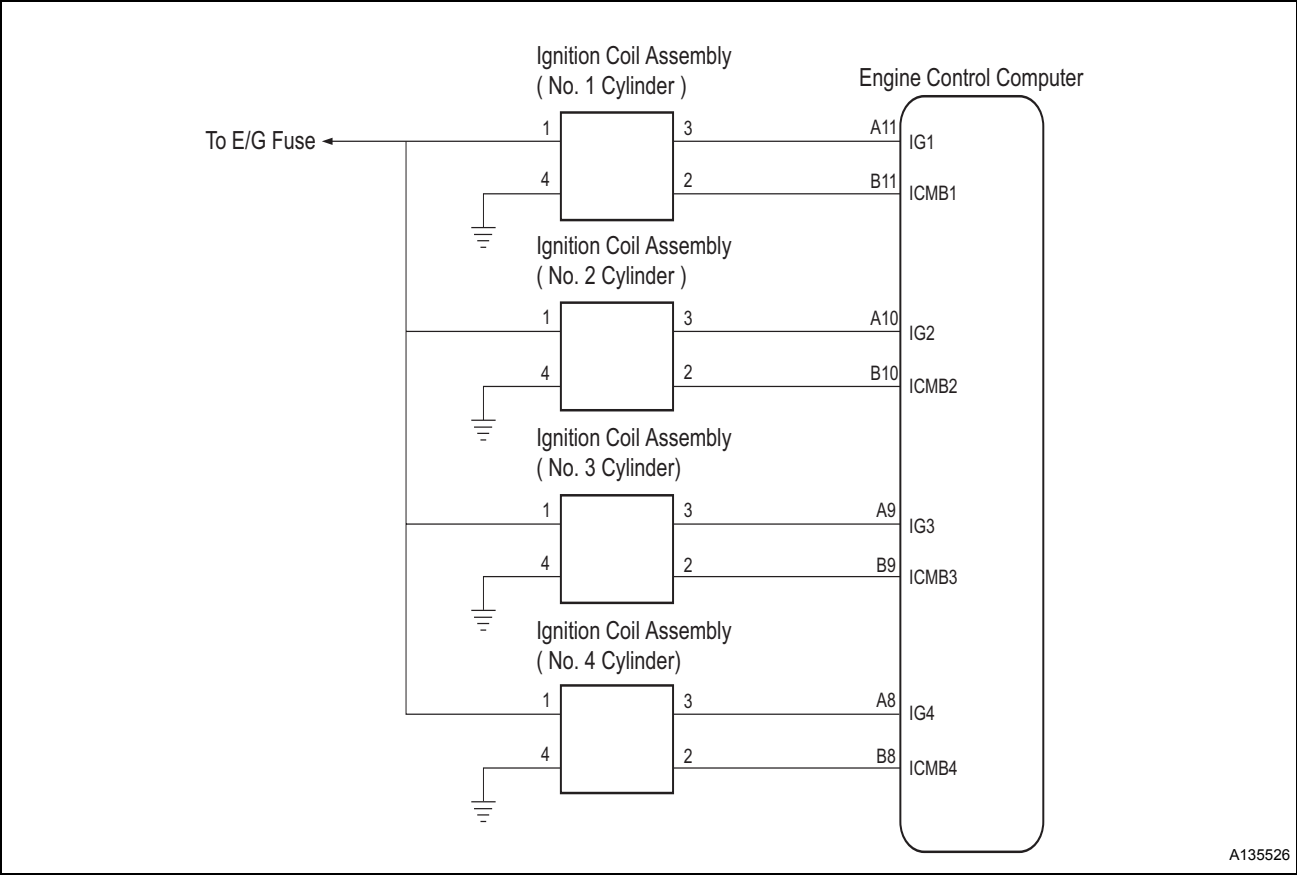 Ignition Coil Assembly
( No. 1 Cylinder )
Engine Control Computer
To E/G Fuse
1
3
A11
IG1
4
2
B11
ICMB1
Ignition Coil Assembly
( No. 2 Cylinder )
1
3
A10
IG2
4
2
B10
ICMB2
Ignition Coil Assembly
( No. 3 Cylinder)
1
3
A9
IG3
4
2
B9
ICMB3
Ignition Coil Assembly
( No. 4 Cylinder)
1
3
A8
IG4
4
2
B8
ICMB4
A135526